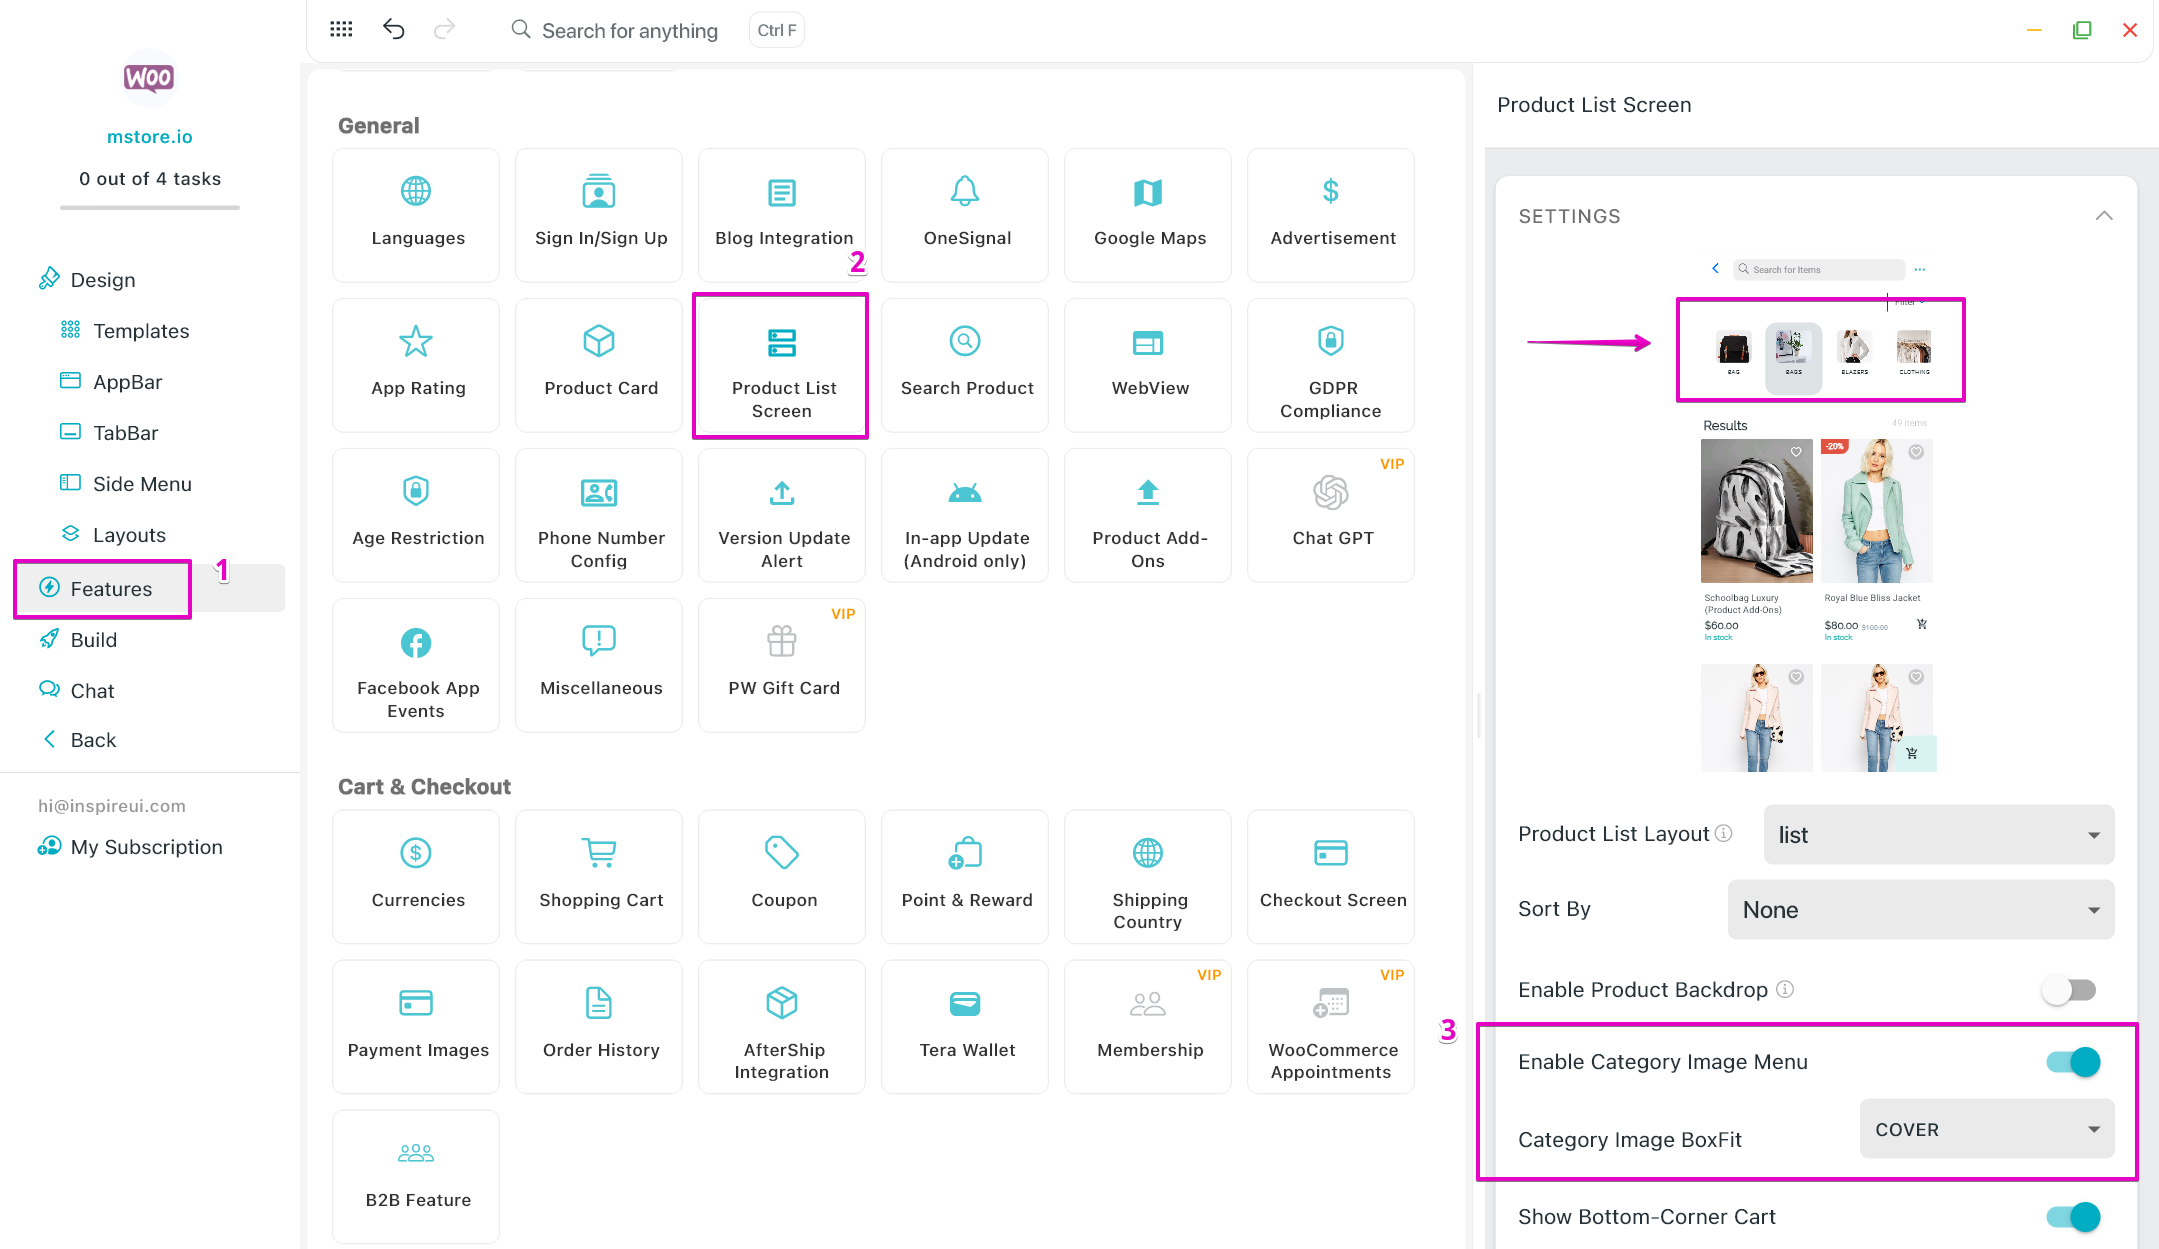 Search for anything
Ctrl F
WOO
mstore.io
0 out of 4 tasks
Design
Templates
AppBar
TabBar
Side Menu
Layouts
Features
1
Build
Chat
Back
hi@inspireui.com
My Subscription
General
Languages
Sign In/Sign Up
Blog Integration
OneSignal
Google Maps
Advertisement
2
App Rating
Product Card
Product List
Screen
Search Product
WebView
GDPR
Compliance
Age Restriction
Phone Number
Config
Version Update
Alert
In-app Update
(Android only)
Product Add-
Ons
VIP
Chat GPT
Facebook App
Events
Miscellaneous
VIP
PW Gift Card
Cart & Checkout
Currencies
Shopping Cart
Coupon
Point & Reward
Shipping
Country
Checkout Screen
Payment Images
Order History
AfterShip
Integration
Tera Wallet
VIP
Membership
VIP
WooCommerce
Appointments
B2B Feature
Product List Screen
SETTINGS
Search for Items
Filter
BAG
BAGS
BLAZERS
CLOTHING
Results
49 items
-20%
Schoolbag Luxury
(Product Add-Ons)
$60.00
In stock
Royal Blue Bliss Jacket
$80.00 $100.00
In stock
Product List Layout
list
Sort By
None
Enable Product Backdrop
3
Enable Category Image Menu
Category Image BoxFit
COVER
Show Bottom-Corner Cart